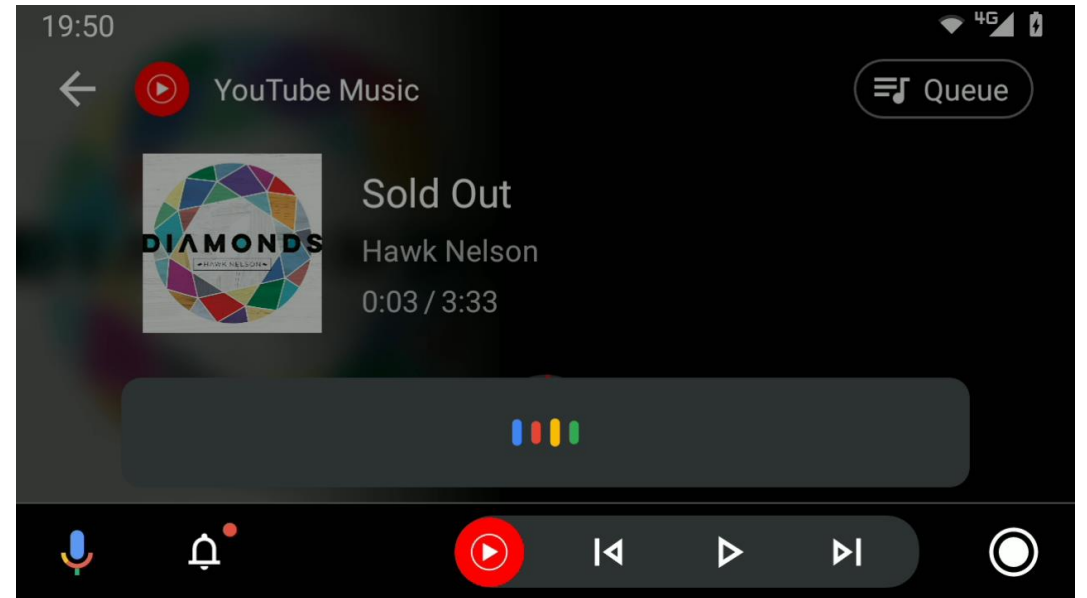 19:50
4G
YouTube Music
Queue
DIAMONDS
HAWK NELSON
Sold Out
Hawk Nelson
0:03 / 3:33